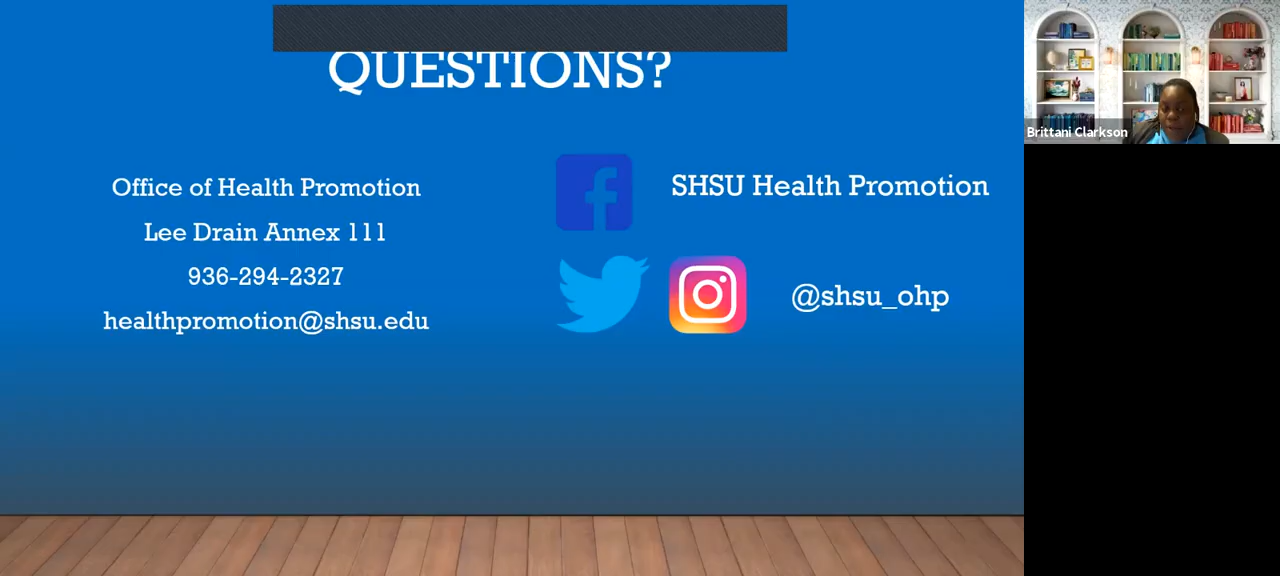 QUESTIONS?
Office of Health Promotion
Lee Drain Annex 111
936-294-2327
healthpromotion@shsu.edu
SHSU Health Promotion
@shsu_ohp
Brittani Clarkson